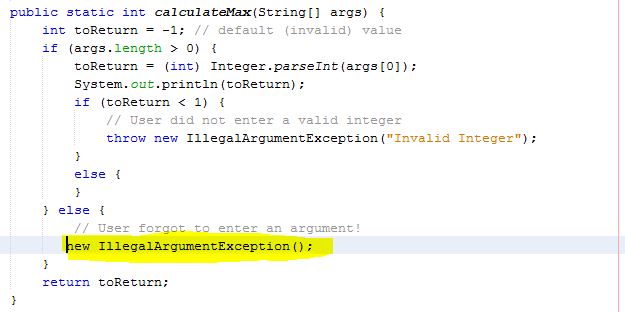 public static int calculateMax(String[] args) {
int toReturn = -1; // default (invalid) value
if (args.length > 0) {
toReturn = (int) Integer.parseInt(args[0]);
System.out.println(toReturn);
if (toReturn < 1) {
// User did not enter a valid integer
throw new IllegalArgumentException("Invalid Integer");
}
else {
}
} else {
// User forgot to enter an argument!
new IllegalArgumentException();
}
return toReturn;
}